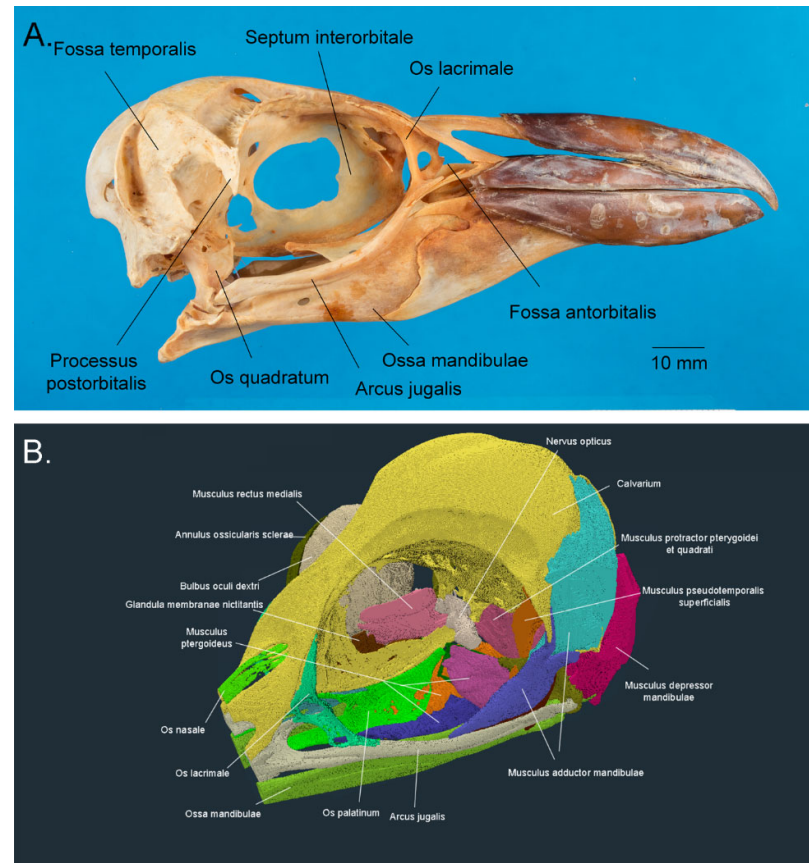 A.
Fossa temporalis
Septum interorbitale
Os lacrimale
Fossa antorbitalis
10 mm
Processus
postorbitalis
Os quadratum
Ossa mandibulae
Arcus jugalis
B.
Nervus opticus
Musculus rectus medialis
Calvarium
Annulus ossicularis sclerae
Musculus protractor pterygoidei
et quadrati
Bulbus oculi dextri
Glandula membranae nictitantis
Musculus pseudotemporalis
superficialis
Musculus
ptergoideus
Musculus depressor
mandibulae
Os nasale
Os lacrimale
Musculus adductor mandibulae
Ossa mandibulae
Os palatinum
Arcus jugalis